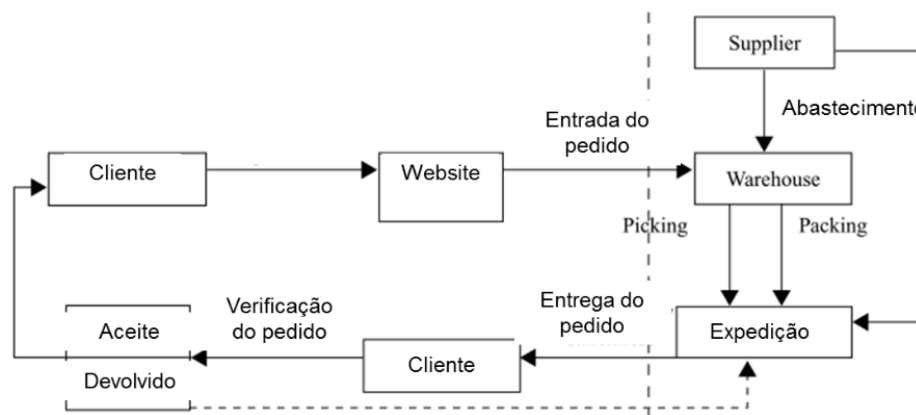 Supplier
Abastecimento
Entrada do
pedido
Cliente
Website
Warehouse
Picking
Packing
Verificação
do pedido
Entrega do
pedido
Aceite
Expedição
Cliente
Devolvido